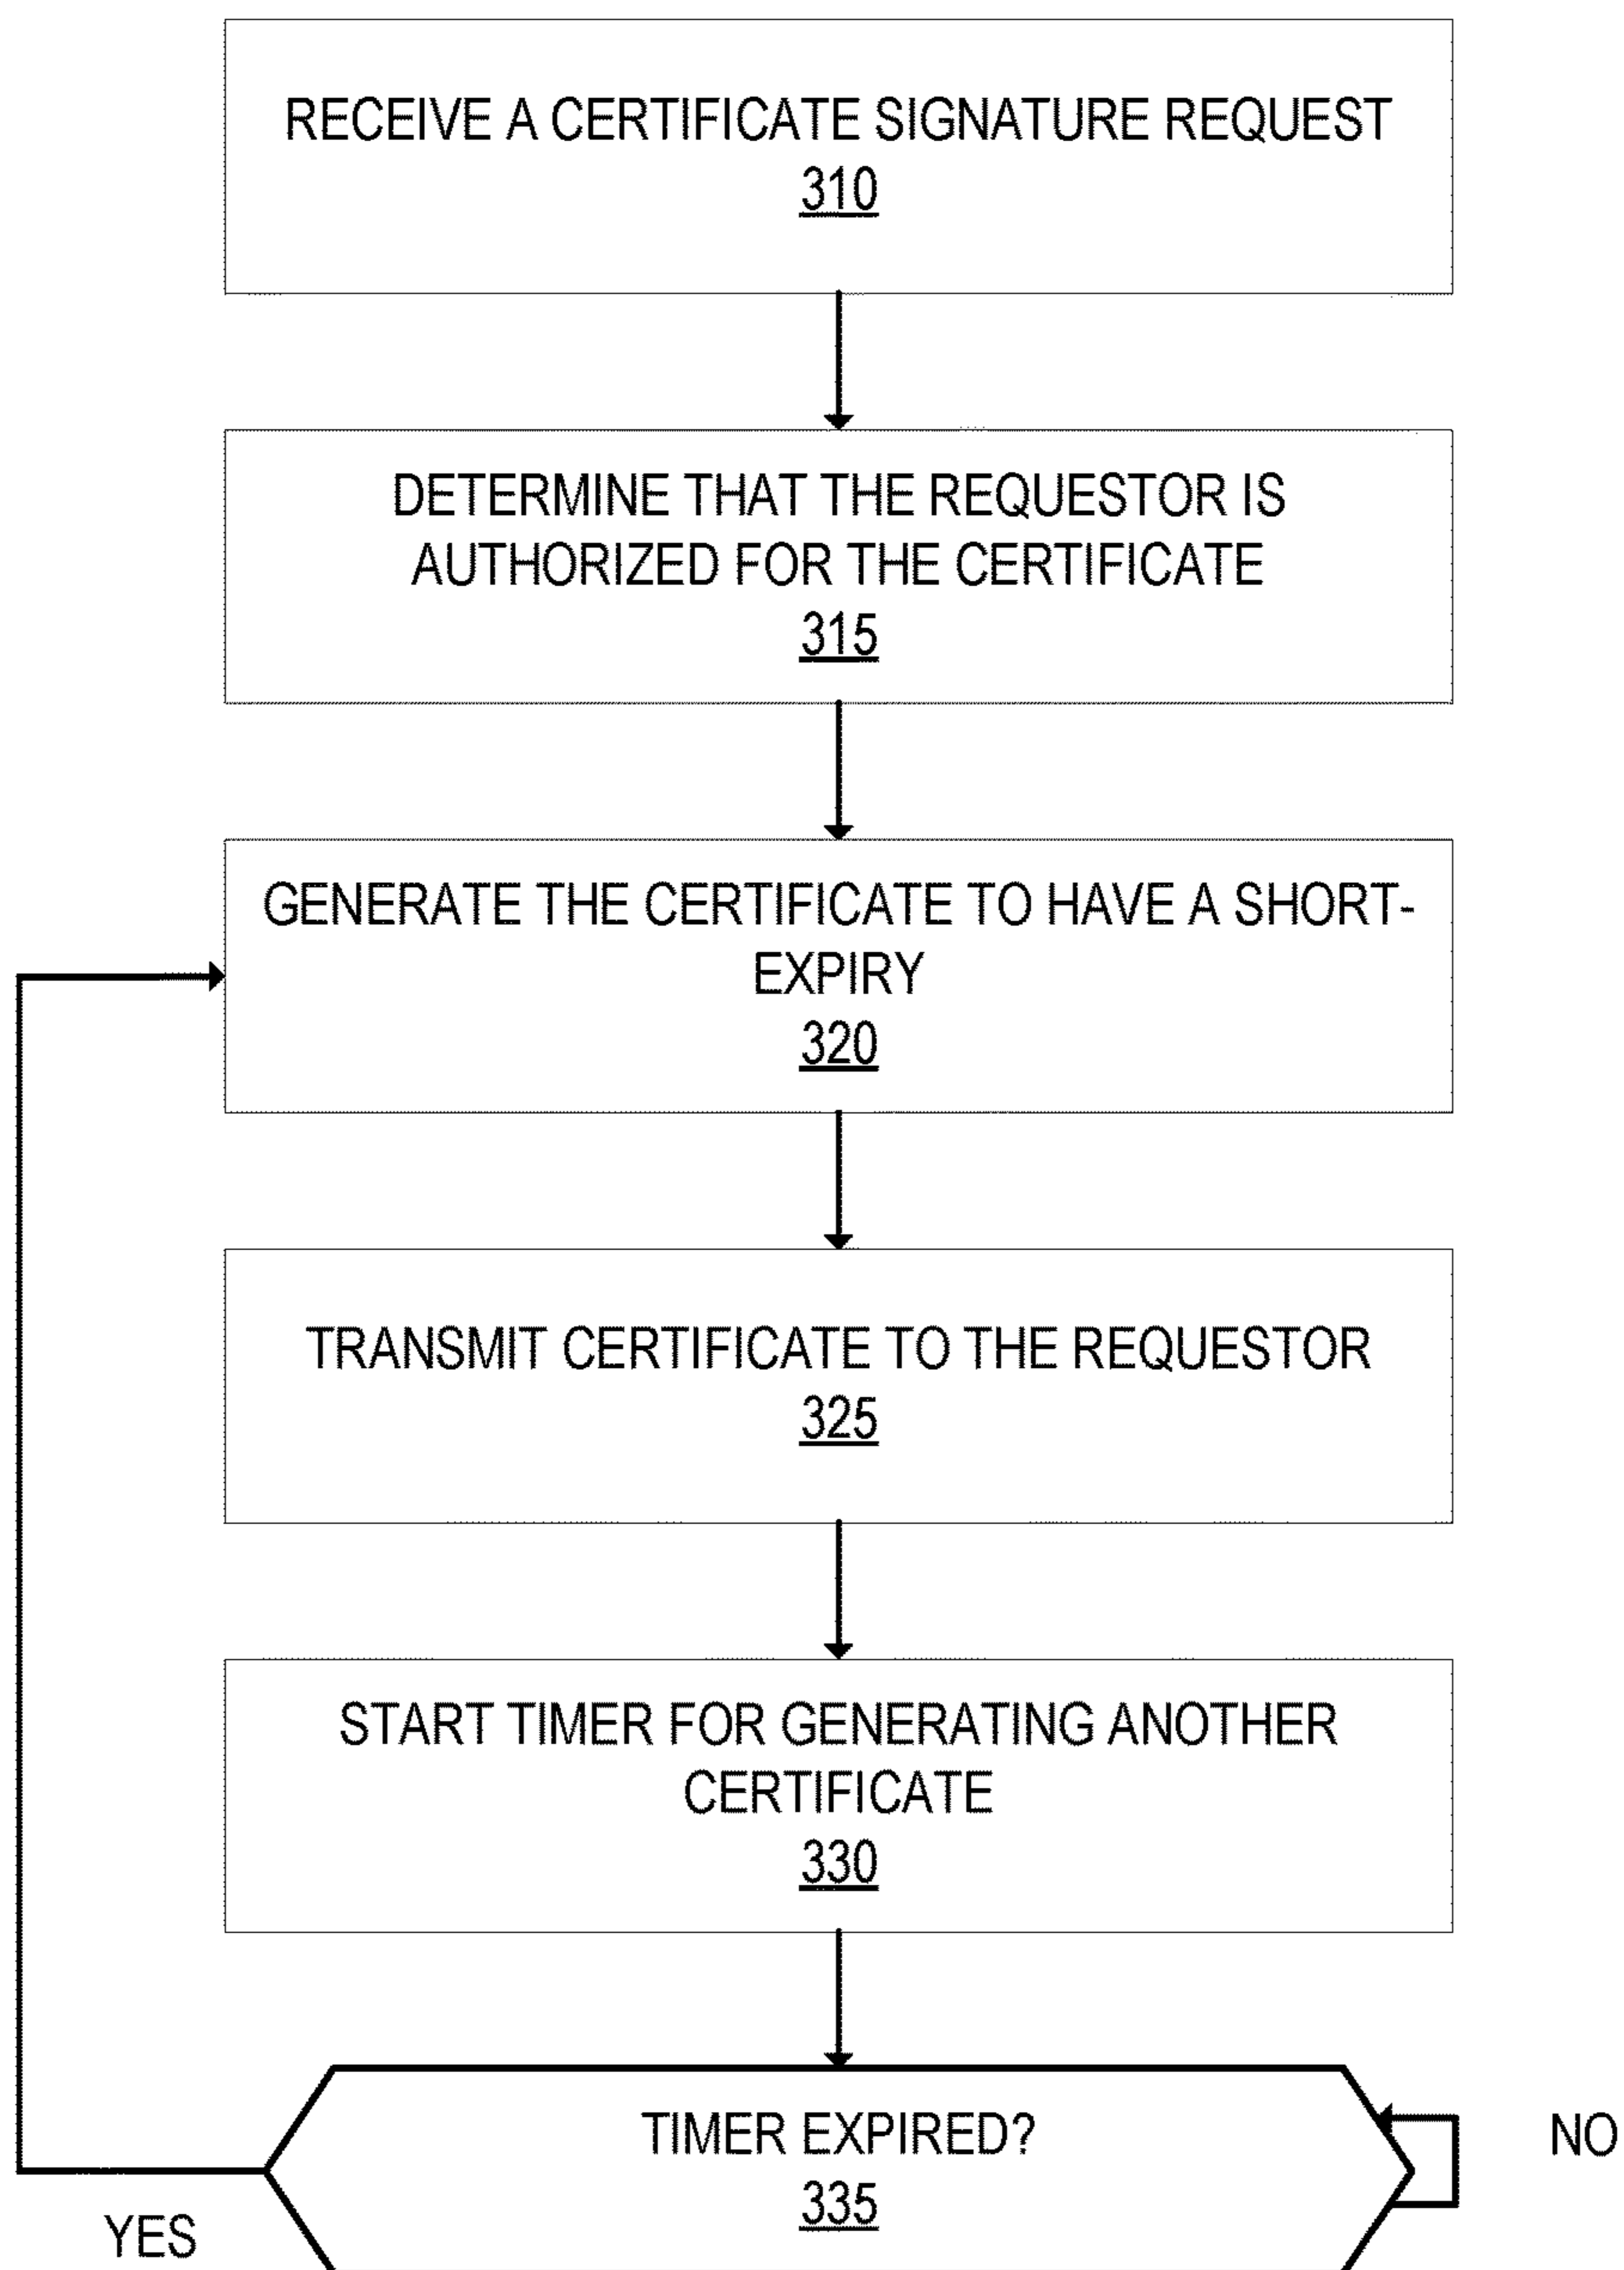 RECEIVE A CERTIFICATE SIGNATURE REQUEST
310
DETERMINE THAT THE REQUESTOR IS
AUTHORIZED FOR THE CERTIFICATE
315
GENERATE THE CERTIFICATE TO HAVE A SHORT-
EXPIRY
320
TRANSMIT CERTIFICATE TO THE REQUESTOR
325
START TIMER FOR GENERATING ANOTHER
CERTIFICATE
330
TIMER EXPIRED?
335
NO
YES